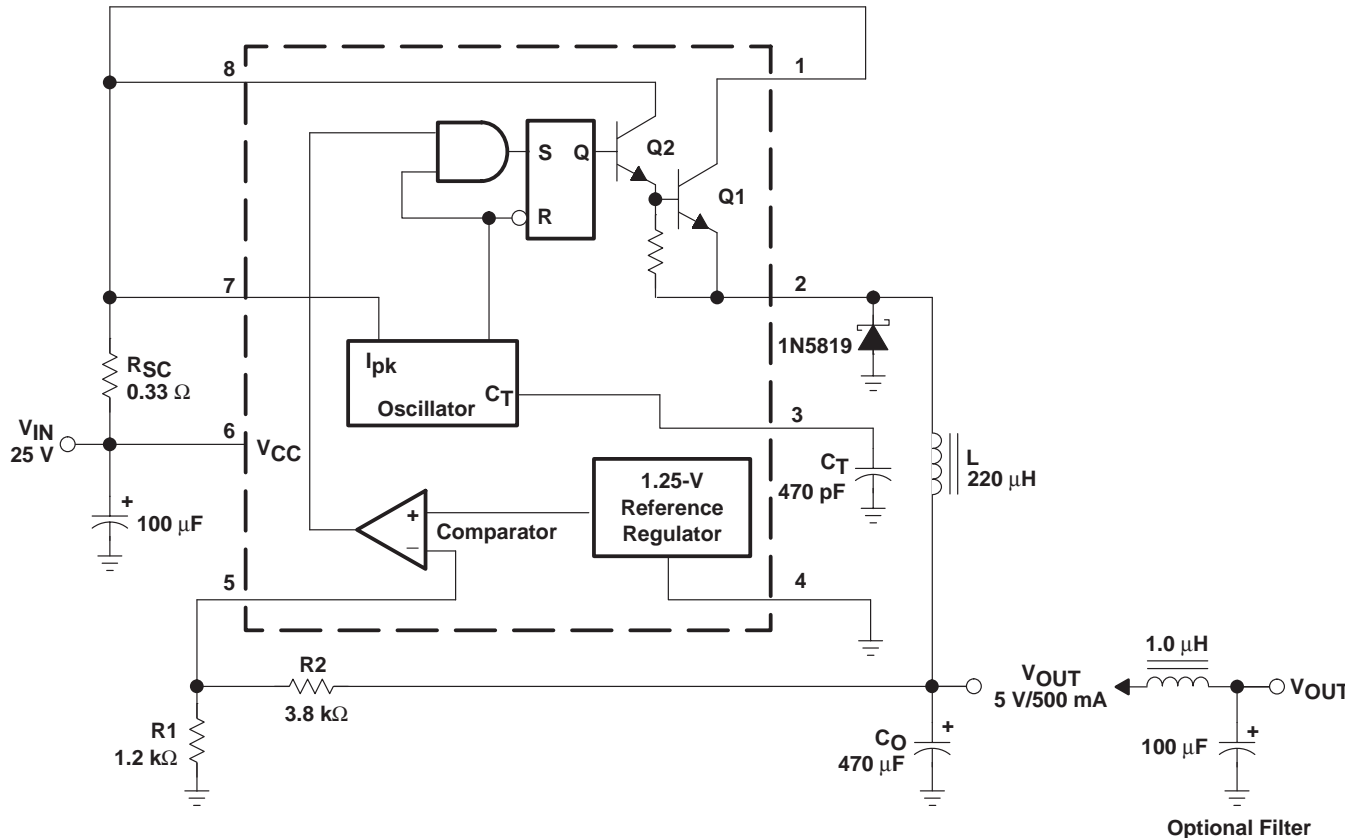 8
1
Q2
S Q
Q1
R
7
2
1N5819
Ipk
CT
Oscillator
RSC
0.33 Ω
3
VIN
25 V
6
VCC
CT
470 pF
L
220 μH
1.25-V
Reference
Regulator
100 μF
+
+
–
Comparator
5
4
R2
3.8 kΩ
1.0 μH
VOUT
5 V/500 mA
VOUT
R1
1.2 kΩ
CO
470 μF
+
100 μF
+
Optional Filter